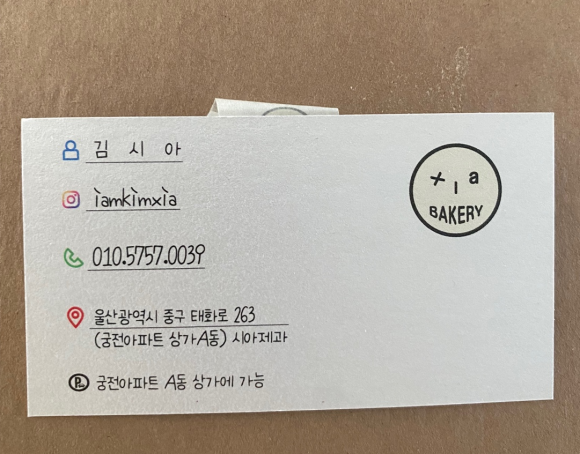 김 시 아
iamkimxia
010.5757.0039
울산광역시 중구 태화로 263
(궁전아파트 상가A동) 시아제과
P 궁전아파트 A동 상가에 가능
x i a
BAKERY